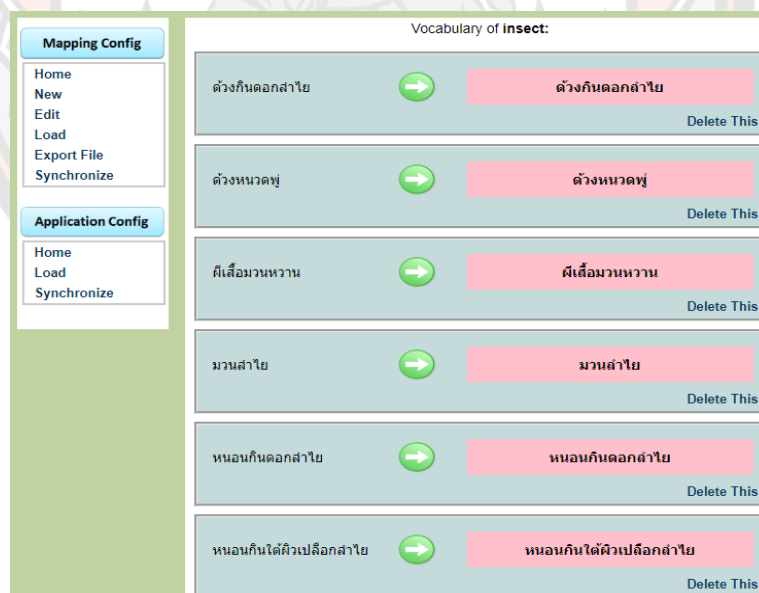 Mapping Config
Home
New
Edit
Load
Export File
Synchronize
Application Config
Home
Load
Synchronize
Vocabulary of insect:
ด้วงกินดอกลำไย ด้วงกินดอกลำไย
Delete This
ด้วงหนวดพู่ ด้วงหนวดพู่
Delete This
ผีเสื้อมวนหวาน ผีเสื้อมวนหวาน
Delete This
มวนลำไย มวนลำไย
Delete This
หนอนกินดอกลำไย หนอนกินดอกลำไย
Delete This
หนอนกินใต้ผิวเปลือกลำไย หนอนกินใต้ผิวเปลือกลำไย
Delete This